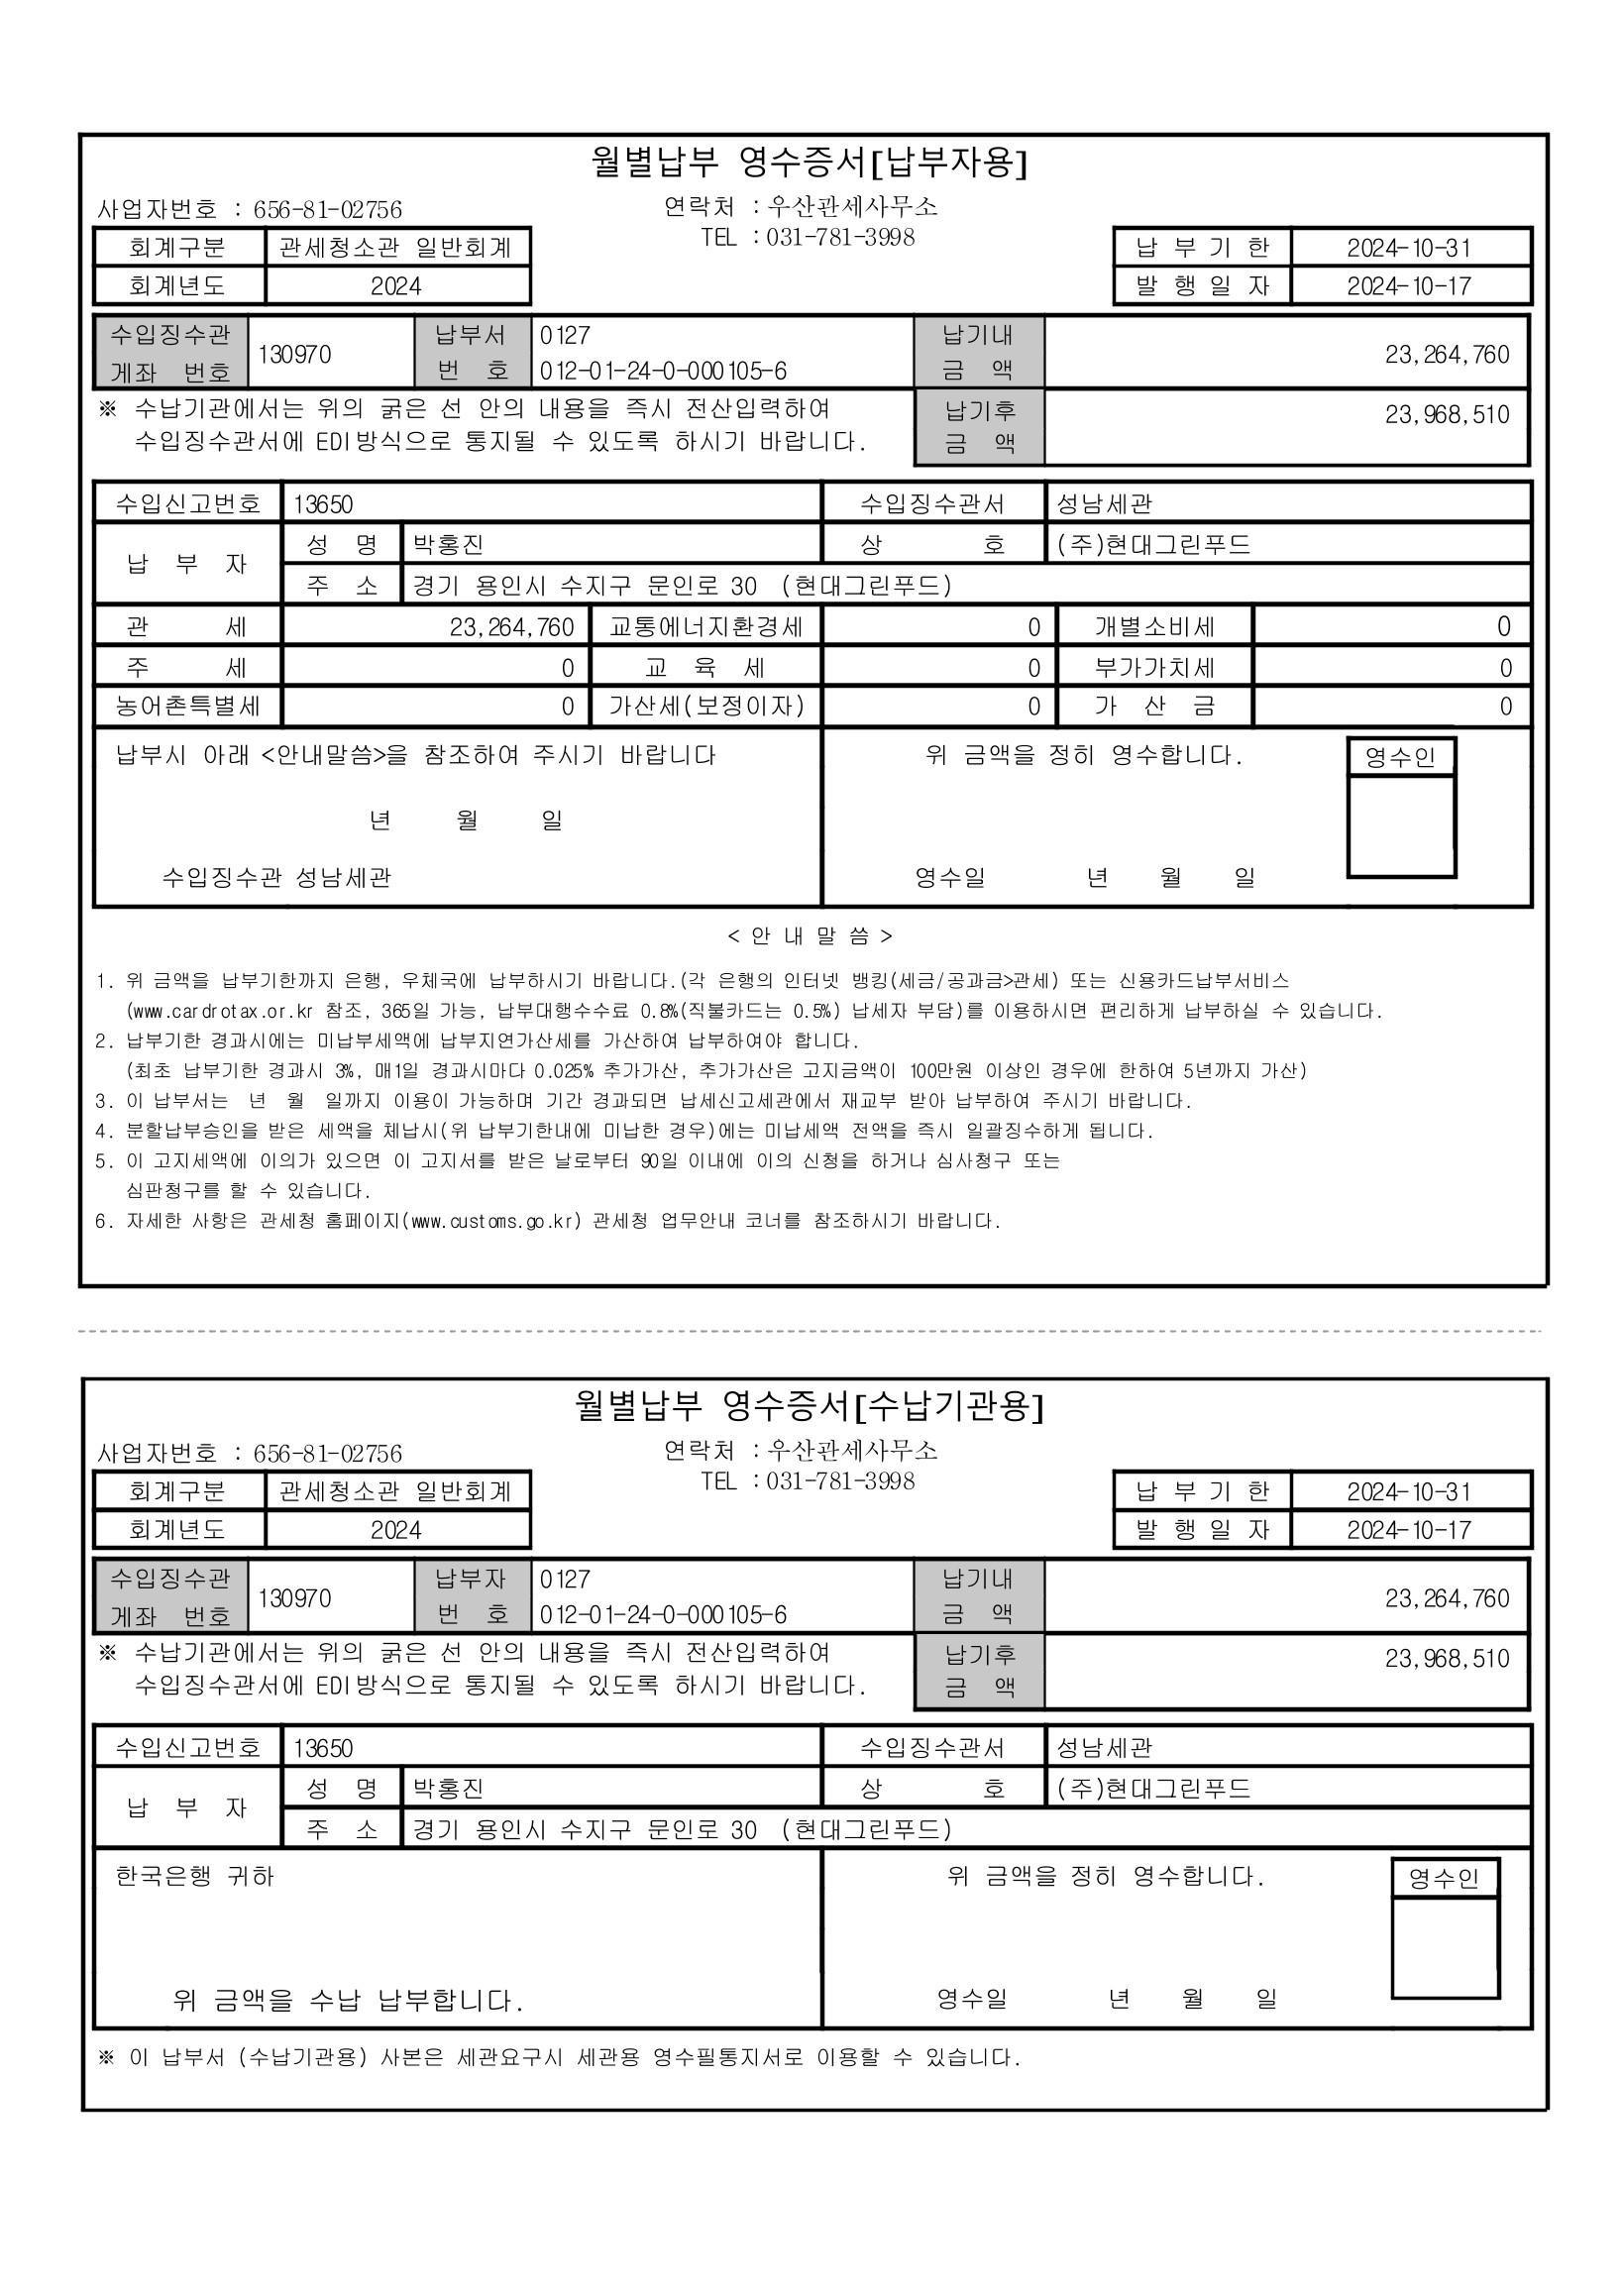 월별납부 영수증서[납부자용]
사업자번호 : 656-81-02756 연락처 : 우산관세사무소
TEL : 031-781-3998
회계구분 관세청소관 일반회계 납 부 기 한 2024-10-31
회계년도 2024 발 행 일 자 2024-10-17
수입징수관 130970 납부서 0127 납기내 23,264,760
계좌 번호 번 호 012-01-24-0-000105-6 금 액
※ 수납기관에서는 위의 굵은 선 안의 내용을 즉시 전산입력하여 납기후 23,968,510
수입징수관서에 EDI방식으로 통지될 수 있도록 하시기 바랍니다. 금 액
수입신고번호 13650 수입징수관서 성남세관
납 부 자 성 명 박홍진 상 호 (주)현대그린푸드
주 소 경기 용인시 수지구 문인로 30 (현대그린푸드)
관 세 23,264,760 교통에너지환경세 0 개별소비세 0
주 세 0 교 육 세 0 부가가치세 0
농어촌특별세 0 가산세(보정이자) 0 가 산 금 0
납부시 아래 <안내말씀>을 참조하여 주시기 바랍니다 위 금액을 정히 영수합니다. 영수인
년 월 일
수입징수관 성남세관 영수일 년 월 일
< 안 내 말 씀 >
1. 위 금액을 납부기한까지 은행, 우체국에 납부하시기 바랍니다.(각 은행의 인터넷 뱅킹(세금/공과금>관세) 또는 신용카드납부서비스
(www.cardrotax.or.kr 참조, 365일 가능, 납부대행수수료 0.8%(직불카드는 0.5%) 납세자 부담)를 이용하시면 편리하게 납부하실 수 있습니다.
2. 납부기한 경과시에는 미납부세액에 납부지연가산세를 가산하여 납부하여야 합니다.
(최초 납부기한 경과시 3%, 매1일 경과시마다 0.025% 추가가산, 추가가산은 고지금액이 100만원 이상인 경우에 한하여 5년까지 가산)
3. 이 납부서는 년 월 일까지 이용이 가능하며 기간 경과되면 납세신고세관에서 재교부 받아 납부하여 주시기 바랍니다.
4. 분할납부승인을 받은 세액을 체납시(위 납부기한내에 미납한 경우)에는 미납세액 전액을 즉시 일괄징수하게 됩니다.
5. 이 고지세액에 이의가 있으면 이 고지서를 받은 날로부터 90일 이내에 이의 신청을 하거나 심사청구 또는
심판청구를 할 수 있습니다.
6. 자세한 사항은 관세청 홈페이지(www.customs.go.kr) 관세청 업무안내 코너를 참조하시기 바랍니다.
월별납부 영수증서[수납기관용]
사업자번호 : 656-81-02756 연락처 : 우산관세사무소
TEL : 031-781-3998
회계구분 관세청소관 일반회계 납 부 기 한 2024-10-31
회계년도 2024 발 행 일 자 2024-10-17
수입징수관 130970 납부자 0127 납기내 23,264,760
계좌 번호 번 호 012-01-24-0-000105-6 금 액
※ 수납기관에서는 위의 굵은 선 안의 내용을 즉시 전산입력하여 납기후 23,968,510
수입징수관서에 EDI방식으로 통지될 수 있도록 하시기 바랍니다. 금 액
수입신고번호 13650 수입징수관서 성남세관
납 부 자 성 명 박홍진 상 호 (주)현대그린푸드
주 소 경기 용인시 수지구 문인로 30 (현대그린푸드)
한국은행 귀하 위 금액을 정히 영수합니다. 영수인
위 금액을 수납 납부합니다. 영수일 년 월 일
※ 이 납부서 (수납기관용) 사본은 세관요구시 세관용 영수필통지서로 이용할 수 있습니다.